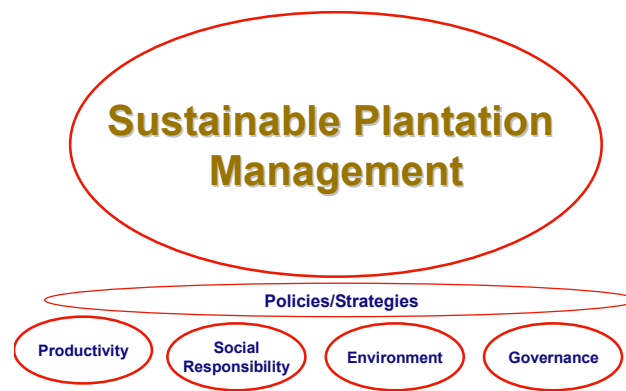 Sustainable Plantation
Management
Policies/Strategies
Productivity
Social
Responsibility
Environment
Governance